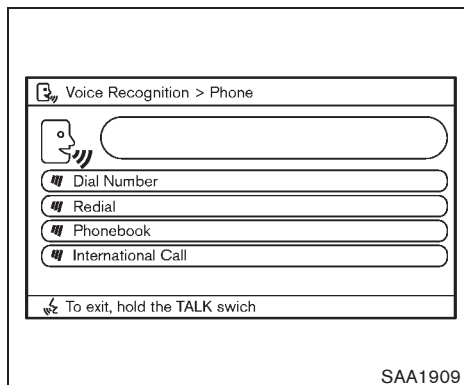 Voice Recognition > Phone
Dial Number
Redial
Phonebook
International Call
To exit, hold the TALK swich
SAA1909